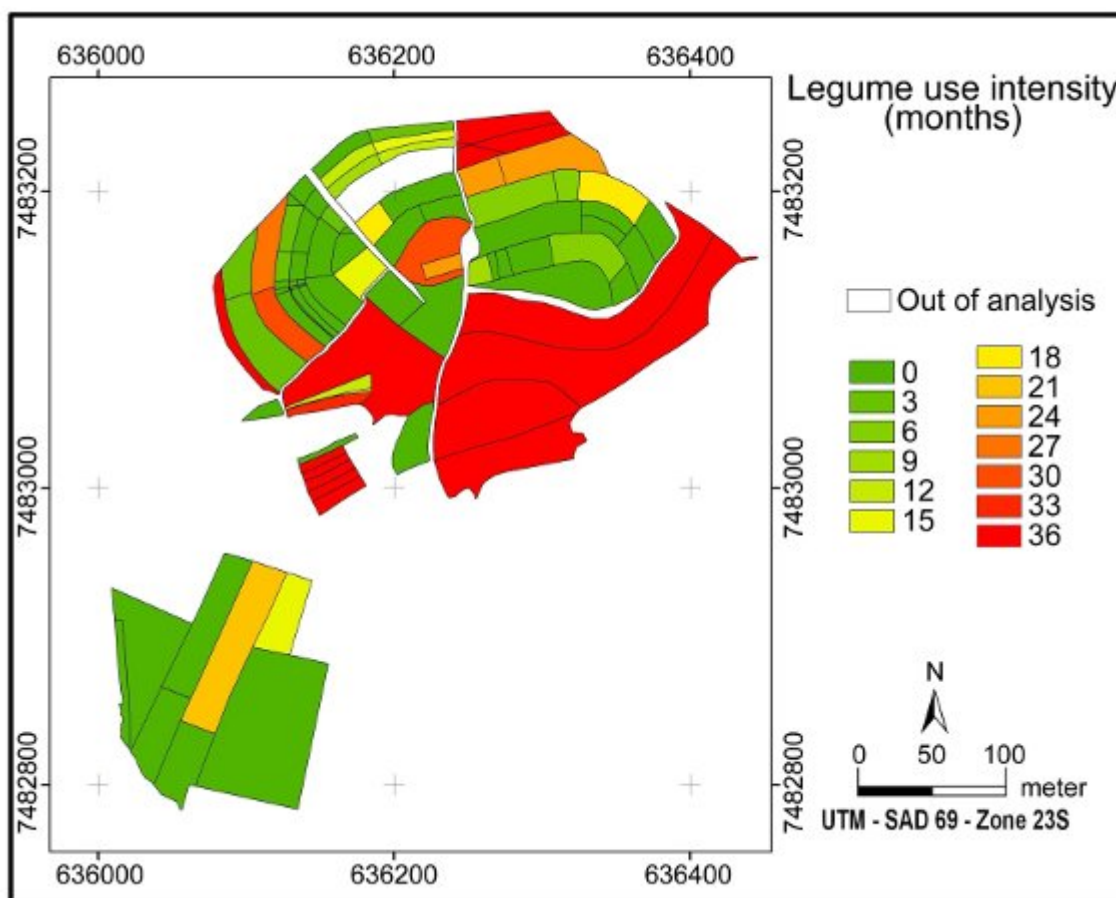 636000 636200 636400
Legume use intensity
(months)
7483200 7483200
Out of analysis
0 18
3 21
6 24
9 27
12 30
15 33
36
7483000 7483000
N
0 50 100
meter
7482800 7482800
UTM - SAD 69 - Zone 23S
636000 636200 636400